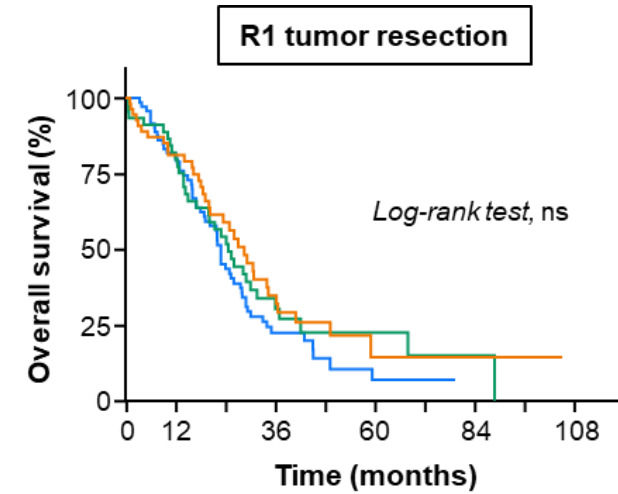 R1 tumor resection
Overall survival (%)
100
75
50
25
0
Log-rank test, ns
0 12 36 60 84 108
Time (months)